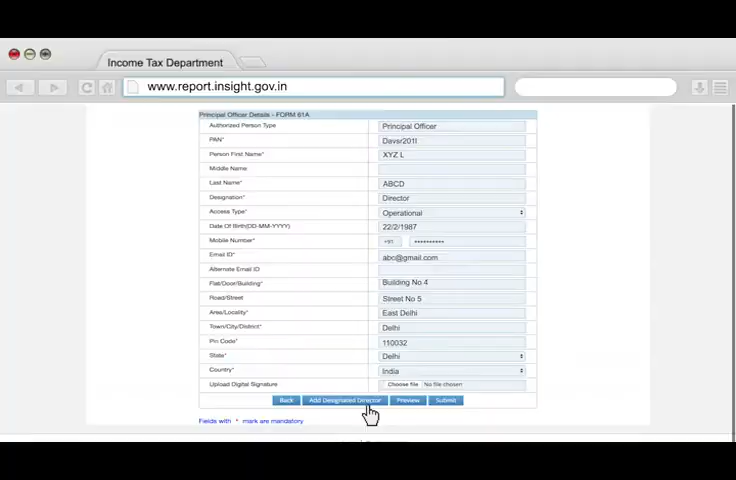 Income Tax Department
www.report.insight.gov.in
Principal Officer Details - FORM 61A
Authorized Person Type Principal Officer
PAN* Davsr201l
Person First Name* XYZ L
Middle Name
Last Name* ABCD
Designation* Director
Access Type* Operational
Date Of Birth(DD-MM-YYYY) 22/2/1987
Mobile Number* +91 **********
Email ID* abc@gmail.com
Alternate Email ID
Flat/Door/Building* Building No.4
Road/Street Street No 5
Area/Locality* East Delhi
Town/City/District* Delhi
Pin Code* 110032
State* Delhi
Country* India
Upload Digital Signature Choose file No file chosen
Back Add Designated Director Preview Submit
Fields with * mark are mandatory